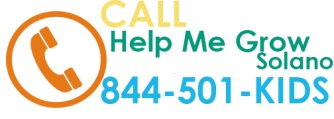 CALL
Help Me Grow
Solano
844-501-KIDS